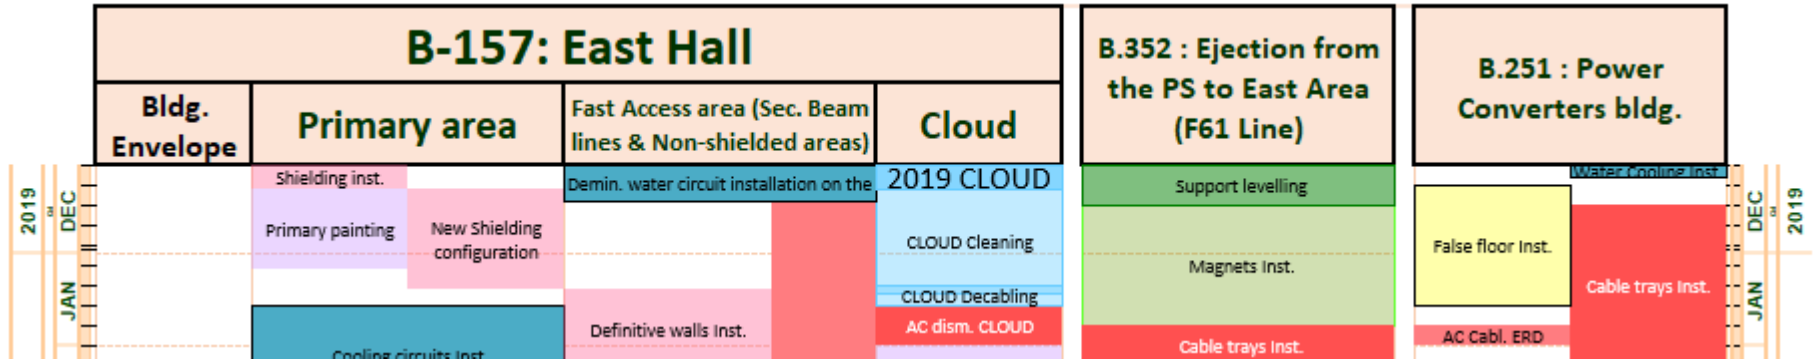 B-157: East Hall
B.352 : Ejection from
the PS to East Area
(F61 Line)
B.251 : Power
Converters bldg.
Bldg.
Envelope
Primary area
Fast Access area (Sec. Beam
lines & Non-shielded areas)
Cloud
2019
DEC
JAN
Shielding inst.
Primary painting
New Shielding
configuration
Cooling circuits Inst.
Demin. water circuit installation on the
Definitive walls Inst.
2019 CLOUD
CLOUD Cleaning
CLOUD Decabling
AC dism. CLOUD
Support levelling
Magnets Inst.
Cable trays Inst.
Water Cooling Inst.
False floor Inst.
Cable trays Inst.
AC Cabl. ERD
DEC
JAN
2019